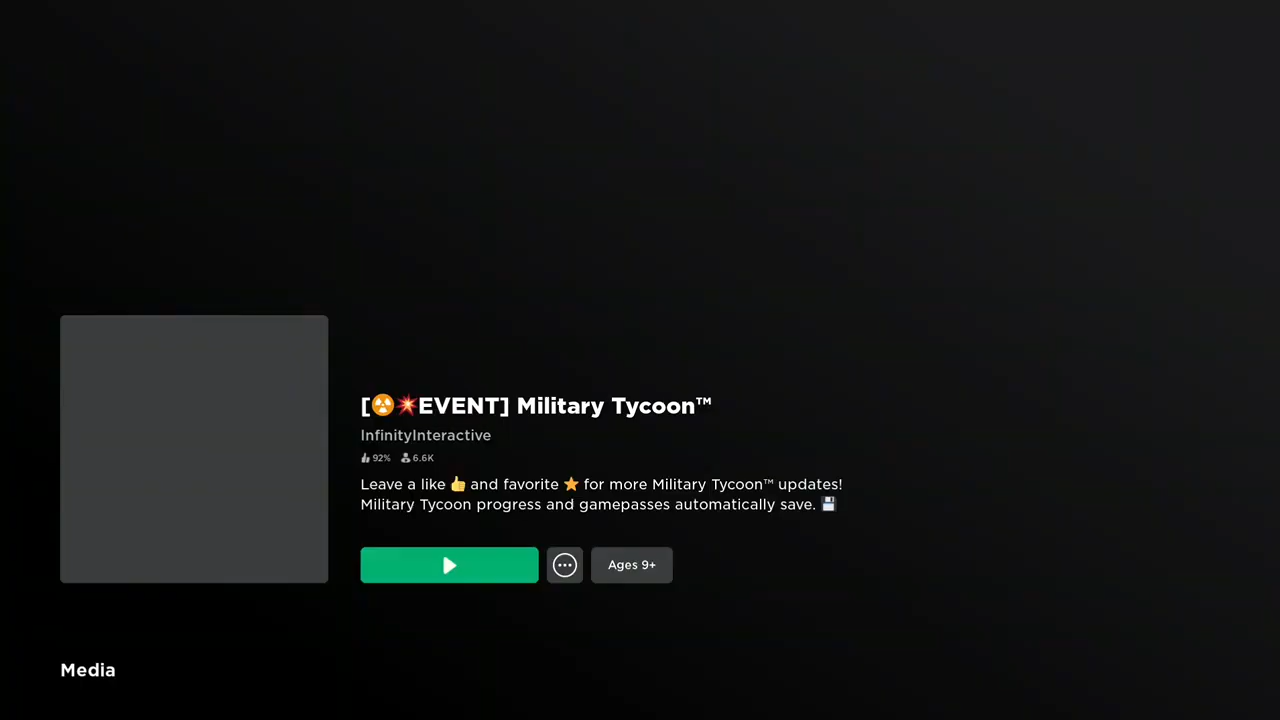 [☢️💥EVENT] Military Tycoon™
InfinityInteractive
92% 6.6K
Leave a like 👍 and favorite ⭐ for more Military Tycoon™ updates!
Military Tycoon progress and gamepasses automatically save. 💾
Ages 9+
Media